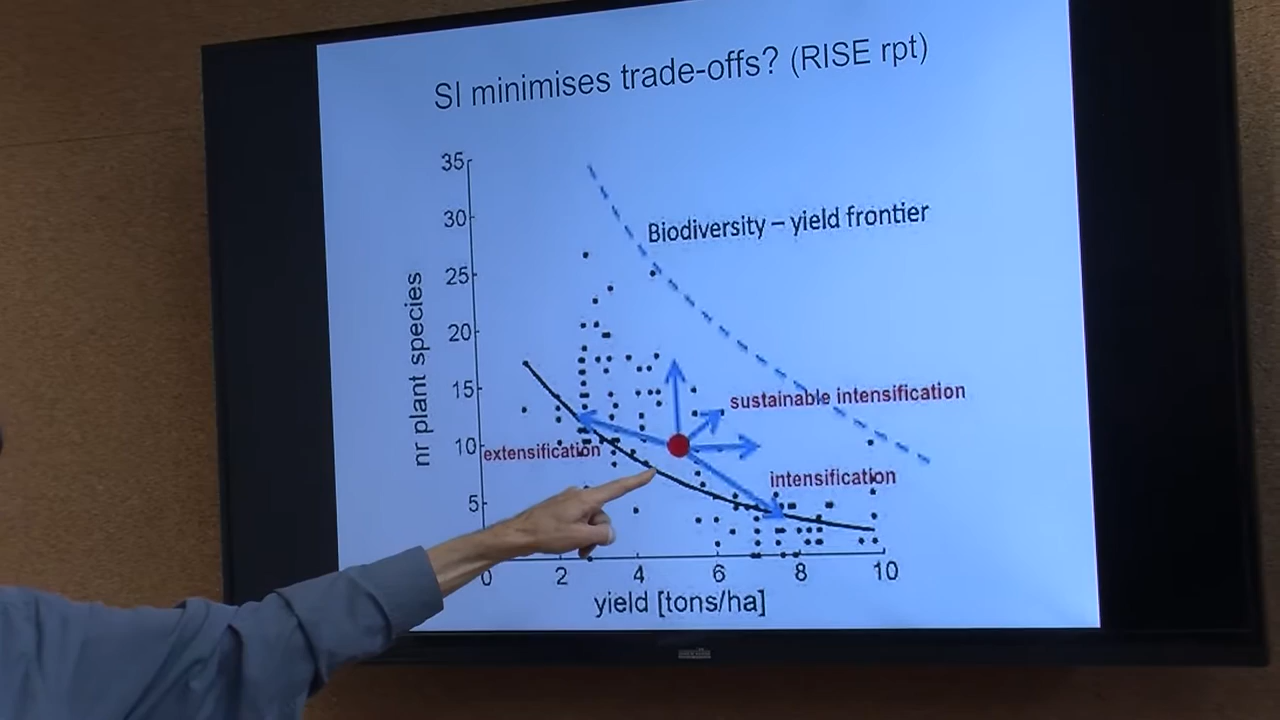 SI minimises trade-offs? (RISE rpt)
35
30
25
20
15
10
5
nr plant species
Biodiversity – yield frontier
sustainable intensification
extensification
intensification
0 2 4 6 8 10
yield [tons/ha]